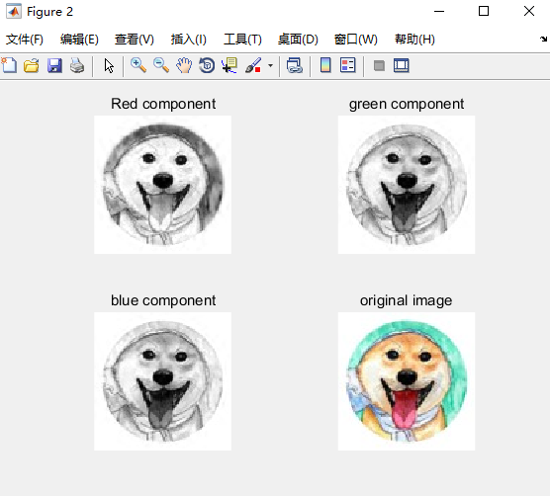 Figure 2
文件(F) 编辑(E) 查看(V) 插入(I) 工具(T) 桌面(D) 窗口(W) 帮助(H)
Red component
green component
blue component
original image